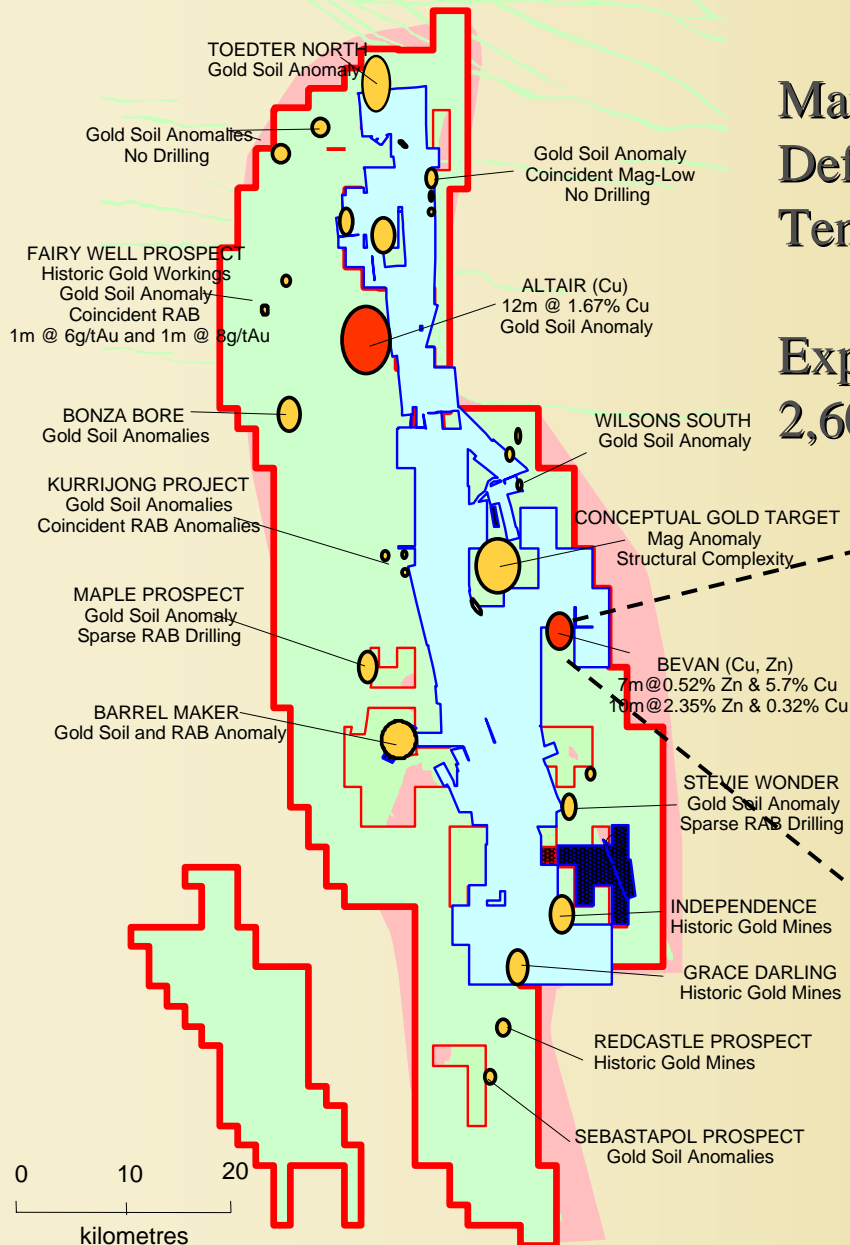 TOEDTER NORTH
Gold Soil Anomaly
Gold Soil Anomalies
No Drilling
Gold Soil Anomaly
Coincident Mag-Low
No Drilling
FAIRY WELL PROSPECT
Historic Gold Workings
Gold Soil Anomaly
Coincident RAB
1m @ 6g/tAu and 1m @ 8g/tAu
ALTAIR (Cu)
12m @ 1.67% Cu
Gold Soil Anomaly
BONZA BORE
Gold Soil Anomalies
WILSONS SOUTH
Gold Soil Anomaly
KURRIJONG PROJECT
Gold Soil Anomalies
Coincident RAB Anomalies
CONCEPTUAL GOLD TARGET
Mag Anomaly
Structural Complexity
MAPLE PROSPECT
Gold Soil Anomaly
Sparse RAB Drilling
BEVAN (Cu, Zn)
7m@0.52% Zn & 5.7% Cu
10m@2.35% Zn & 0.32% Cu
BARREL MAKER
Gold Soil and RAB Anomaly
STEVIE WONDER
Gold Soil Anomaly
Sparse RAB Drilling
INDEPENDENCE
Historic Gold Mines
GRACE DARLING
Historic Gold Mines
REDCASTLE PROSPECT
Historic Gold Mines
SEBASTAPOL PROSPECT
Gold Soil Anomalies
0 10 20
kilometres